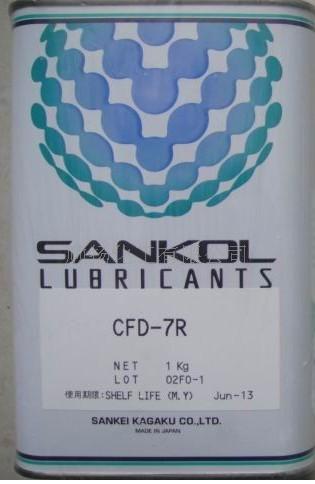 SANKOL
LUBRICANTS
CFD-7R
NET 1 Kg
LOT 02F0-1
使用期限:SHELF LIFE (M,Y) Jun-13
SANKEI KAGAKU CO.,LTD.
MADE IN JAPAN